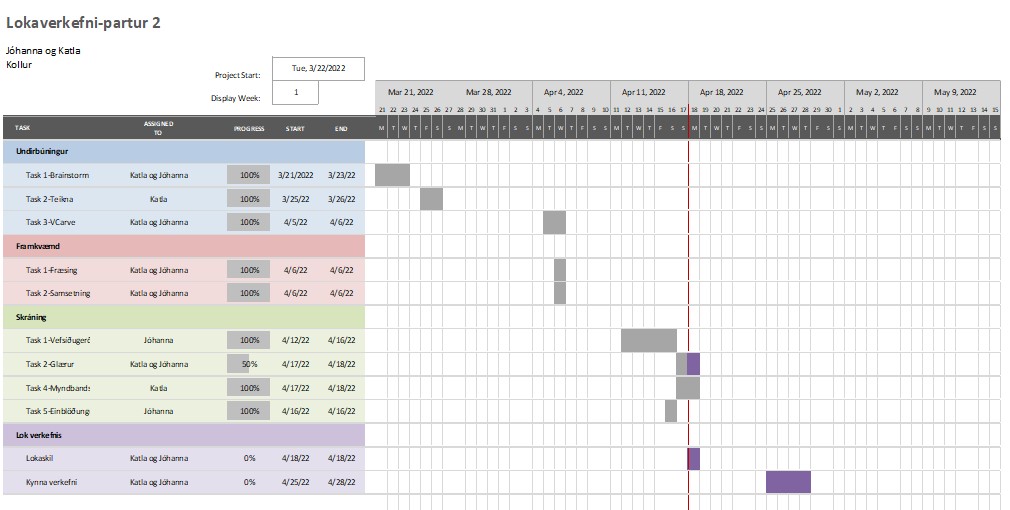 Lokaverkefni-partur 2
Jóhanna og Katla
Kollur
Project Start: Tue, 3/22/2022
Display Week: 1
Mar 21, 2022 Mar 28, 2022 Apr 4, 2022 Apr 11, 2022 Apr 18, 2022 Apr 25, 2022 May 2, 2022 May 9, 2022
21 22 23 24 25 26 27 28 29 30 31 1 2 3 4 5 6 7 8 9 10 11 12 13 14 15 16 17 18 19 20 21 22 23 24 25 26 27 28 29 30 1 2 3 4 5 6 7 8 9 10 11 12 13 14 15
TASK ASSIGNED TO PROGRESS START END M T W T F S S M T W T F S S M T W T F S S M T W T F S S M T W T F S S M T W T F S S M T W T F S S M T W T F S S
Undirbúningur
Task 1-Brainstorm Katla og Jóhanna 100% 3/21/2022 3/23/22
Task 2-Teikna Katla 100% 3/25/22 3/26/22
Task 3-VCarve Katla og Jóhanna 100% 4/5/22 4/6/22
Framkvæmd
Task 1-Fræsing Katla og Jóhanna 100% 4/6/22 4/6/22
Task 2-Samsetning Katla og Jóhanna 100% 4/6/22 4/6/22
Skráning
Task 1-Vefsíðugerð Jóhanna 100% 4/12/22 4/16/22
Task 2-Glærur Katla og Jóhanna 50% 4/17/22 4/18/22
Task 4-Myndbands Katla 100% 4/17/22 4/18/22
Task 5-Einblöðung Jóhanna 100% 4/16/22 4/16/22
Lok verkefnis
Lokaskil Katla og Jóhanna 0% 4/18/22 4/18/22
Kynna verkefni Katla og Jóhanna 0% 4/25/22 4/28/22